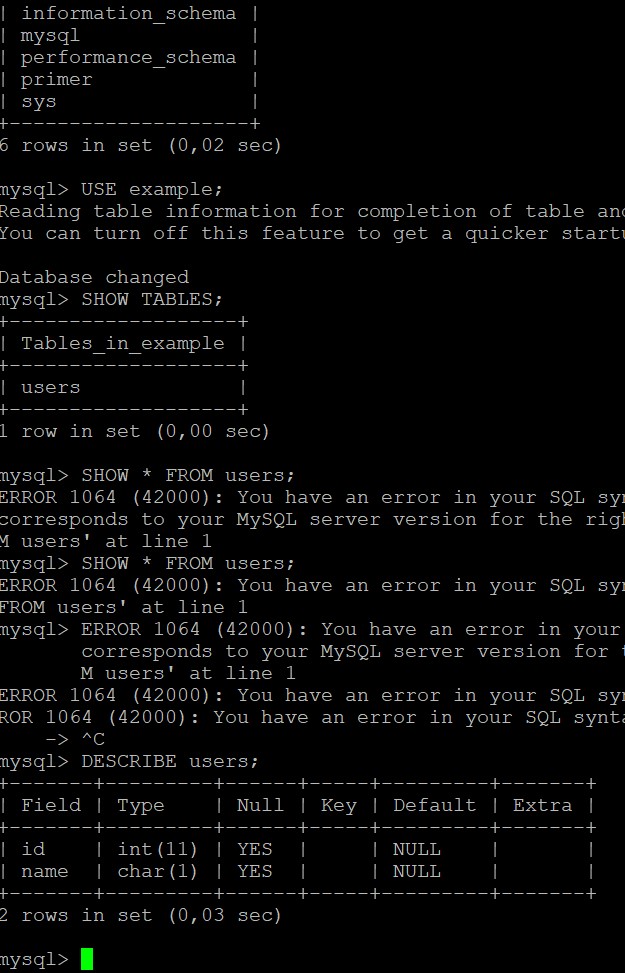 | information_schema |
| mysql              |
| performance_schema |
| primer             |
| sys                |
+--------------------+
6 rows in set (0,02 sec)

mysql> USE example;
Reading table information for completion of table and
You can turn off this feature to get a quicker startu

Database changed
mysql> SHOW TABLES;
+-------------------+
| Tables_in_example |
+-------------------+
| users             |
+-------------------+
1 row in set (0,00 sec)

mysql> SHOW * FROM users;
ERROR 1064 (42000): You have an error in your SQL syn
corresponds to your MySQL server version for the righ
M users' at line 1
mysql> SHOW * FROM users;
ERROR 1064 (42000): You have an error in your SQL syn
FROM users' at line 1
mysql> ERROR 1064 (42000): You have an error in your
       corresponds to your MySQL server version for t
       M users' at line 1
ERROR 1064 (42000): You have an error in your SQL syn
ROR 1064 (42000): You have an error in your SQL synta
    -> ^C
mysql> DESCRIBE users;
+-------+---------+------+-----+---------+-------+
| Field | Type    | Null | Key | Default | Extra |
+-------+---------+------+-----+---------+-------+
| id    | int(11) | YES  |     | NULL    |       |
| name  | char(1) | YES  |     | NULL    |       |
+-------+---------+------+-----+---------+-------+
2 rows in set (0,03 sec)

mysql>